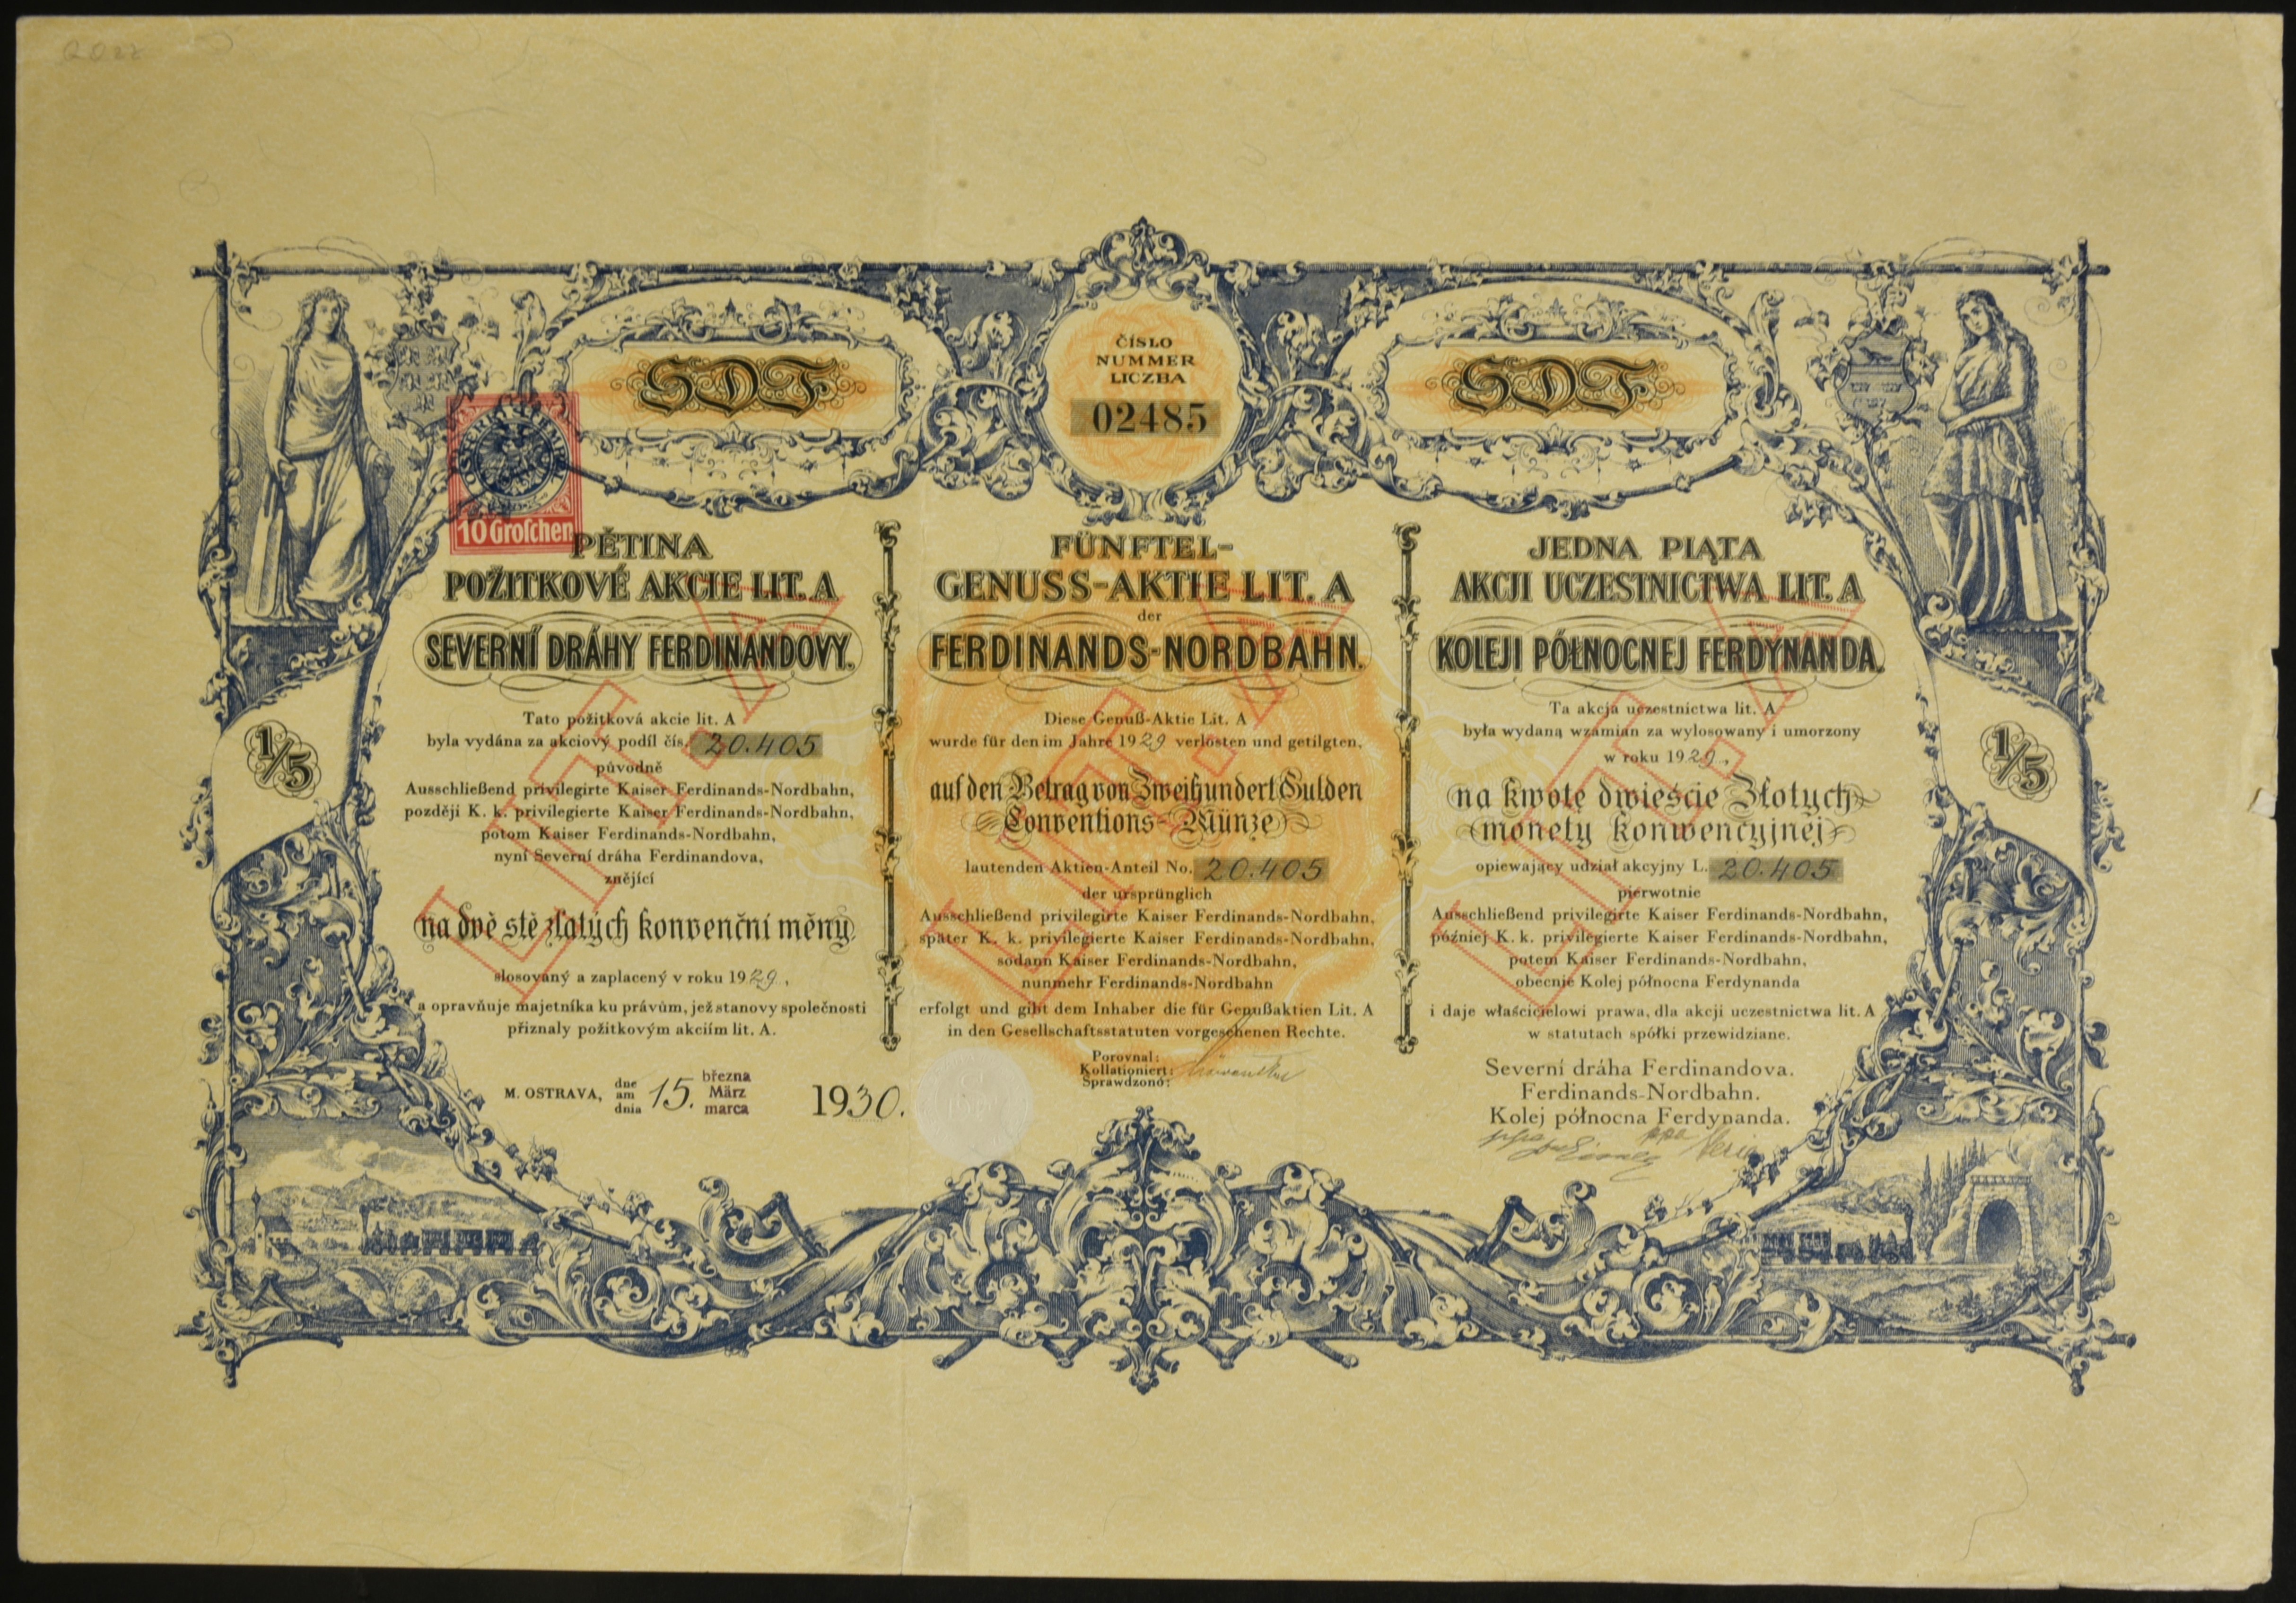 SDF
ČÍSLO
NUMMER
LICZBA
02485
SDF
10 Groschen
PĚTINA
POŽITKOVÉ AKCIE LIT. A
SEVERNÍ DRÁHY FERDINANDOVY.
Tato požitková akcie lit. A
byla vydána za akciový podíl čís. 20.405
původně
Ausschließend privilegirte Kaiser Ferdinands-Nordbahn,
později K. k. privilegierte Kaiser Ferdinands-Nordbahn,
potom Kaiser Ferdinands-Nordbahn,
nyní Severní dráha Ferdinandova,
znějící
na dvě stě zlatých konvenční měny
slosovaný a zaplacený v roku 1929,
a opravňuje majetníka ku právům, jež stanovy společnosti
přiznaly požitkovým akciím lit. A.
M. OSTRAVA, dne am dnia 15. března März marca 1930.
1/5
FÜNFTEL-
GENUSS-AKTIE LIT. A
der
FERDINANDS-NORDBAHN.
Diese Genuß-Aktie Lit. A
wurde für den im Jahre 1929 verlosten und getilgten,
auf den Betrag von Zweihundert Gulden
Conventions-Münze
lautenden Aktien-Anteil No. 20.405
der ursprünglich
Ausschließend privilegirte Kaiser Ferdinands-Nordbahn,
später K. k. privilegierte Kaiser Ferdinands-Nordbahn,
sodann Kaiser Ferdinands-Nordbahn,
nunmehr Ferdinands-Nordbahn
erfolgt und gibt dem Inhaber die für Genußaktien Lit. A
in den Gesellschaftsstatuten vorgesehenen Rechte.
Porovnal:
Kollationiert:
Sprawdzono:
JEDNA PIĄTA
AKCJI UCZESTNICTWA LIT. A
KOLEJI PÓŁNOCNEJ FERDYNANDA.
Ta akcja uczestnictwa lit. A
była wydaną wzamian za wylosowany i umorzony
w roku 1929,
na kwotę dwieście Złotych
monety konwencyjnej
opiewający udział akcyjny L. 20.405
pierwotnie
Ausschließend privilegirte Kaiser Ferdinands-Nordbahn,
później K. k. privilegierte Kaiser Ferdinands-Nordbahn,
potem Kaiser Ferdinands-Nordbahn,
obecnie Kolej północna Ferdynanda
i daje właścicielowi prawa, dla akcji uczestnictwa lit. A
w statutach spółki przewidziane.
Severní dráha Ferdinandova.
Ferdinands-Nordbahn.
Kolej północna Ferdynanda.
ppa
1/5
LIT. A
LIT. A
LIT. A